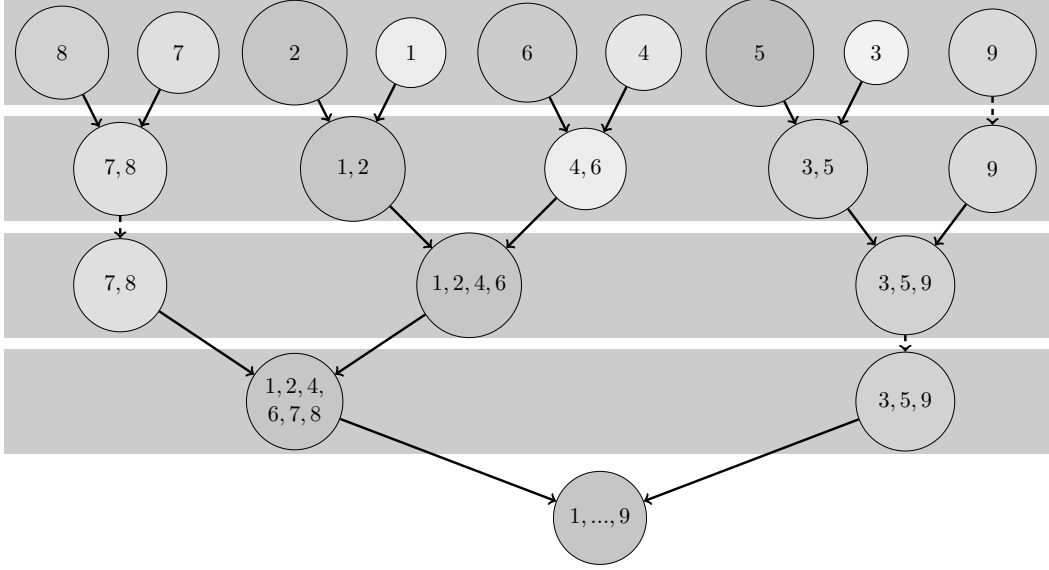 8
7
2
1
6
4
5
3
9
7, 8
1, 2
4, 6
3, 5
9
7, 8
1, 2, 4, 6
3, 5, 9
1, 2, 4,
6, 7, 8
3, 5, 9
1, ..., 9